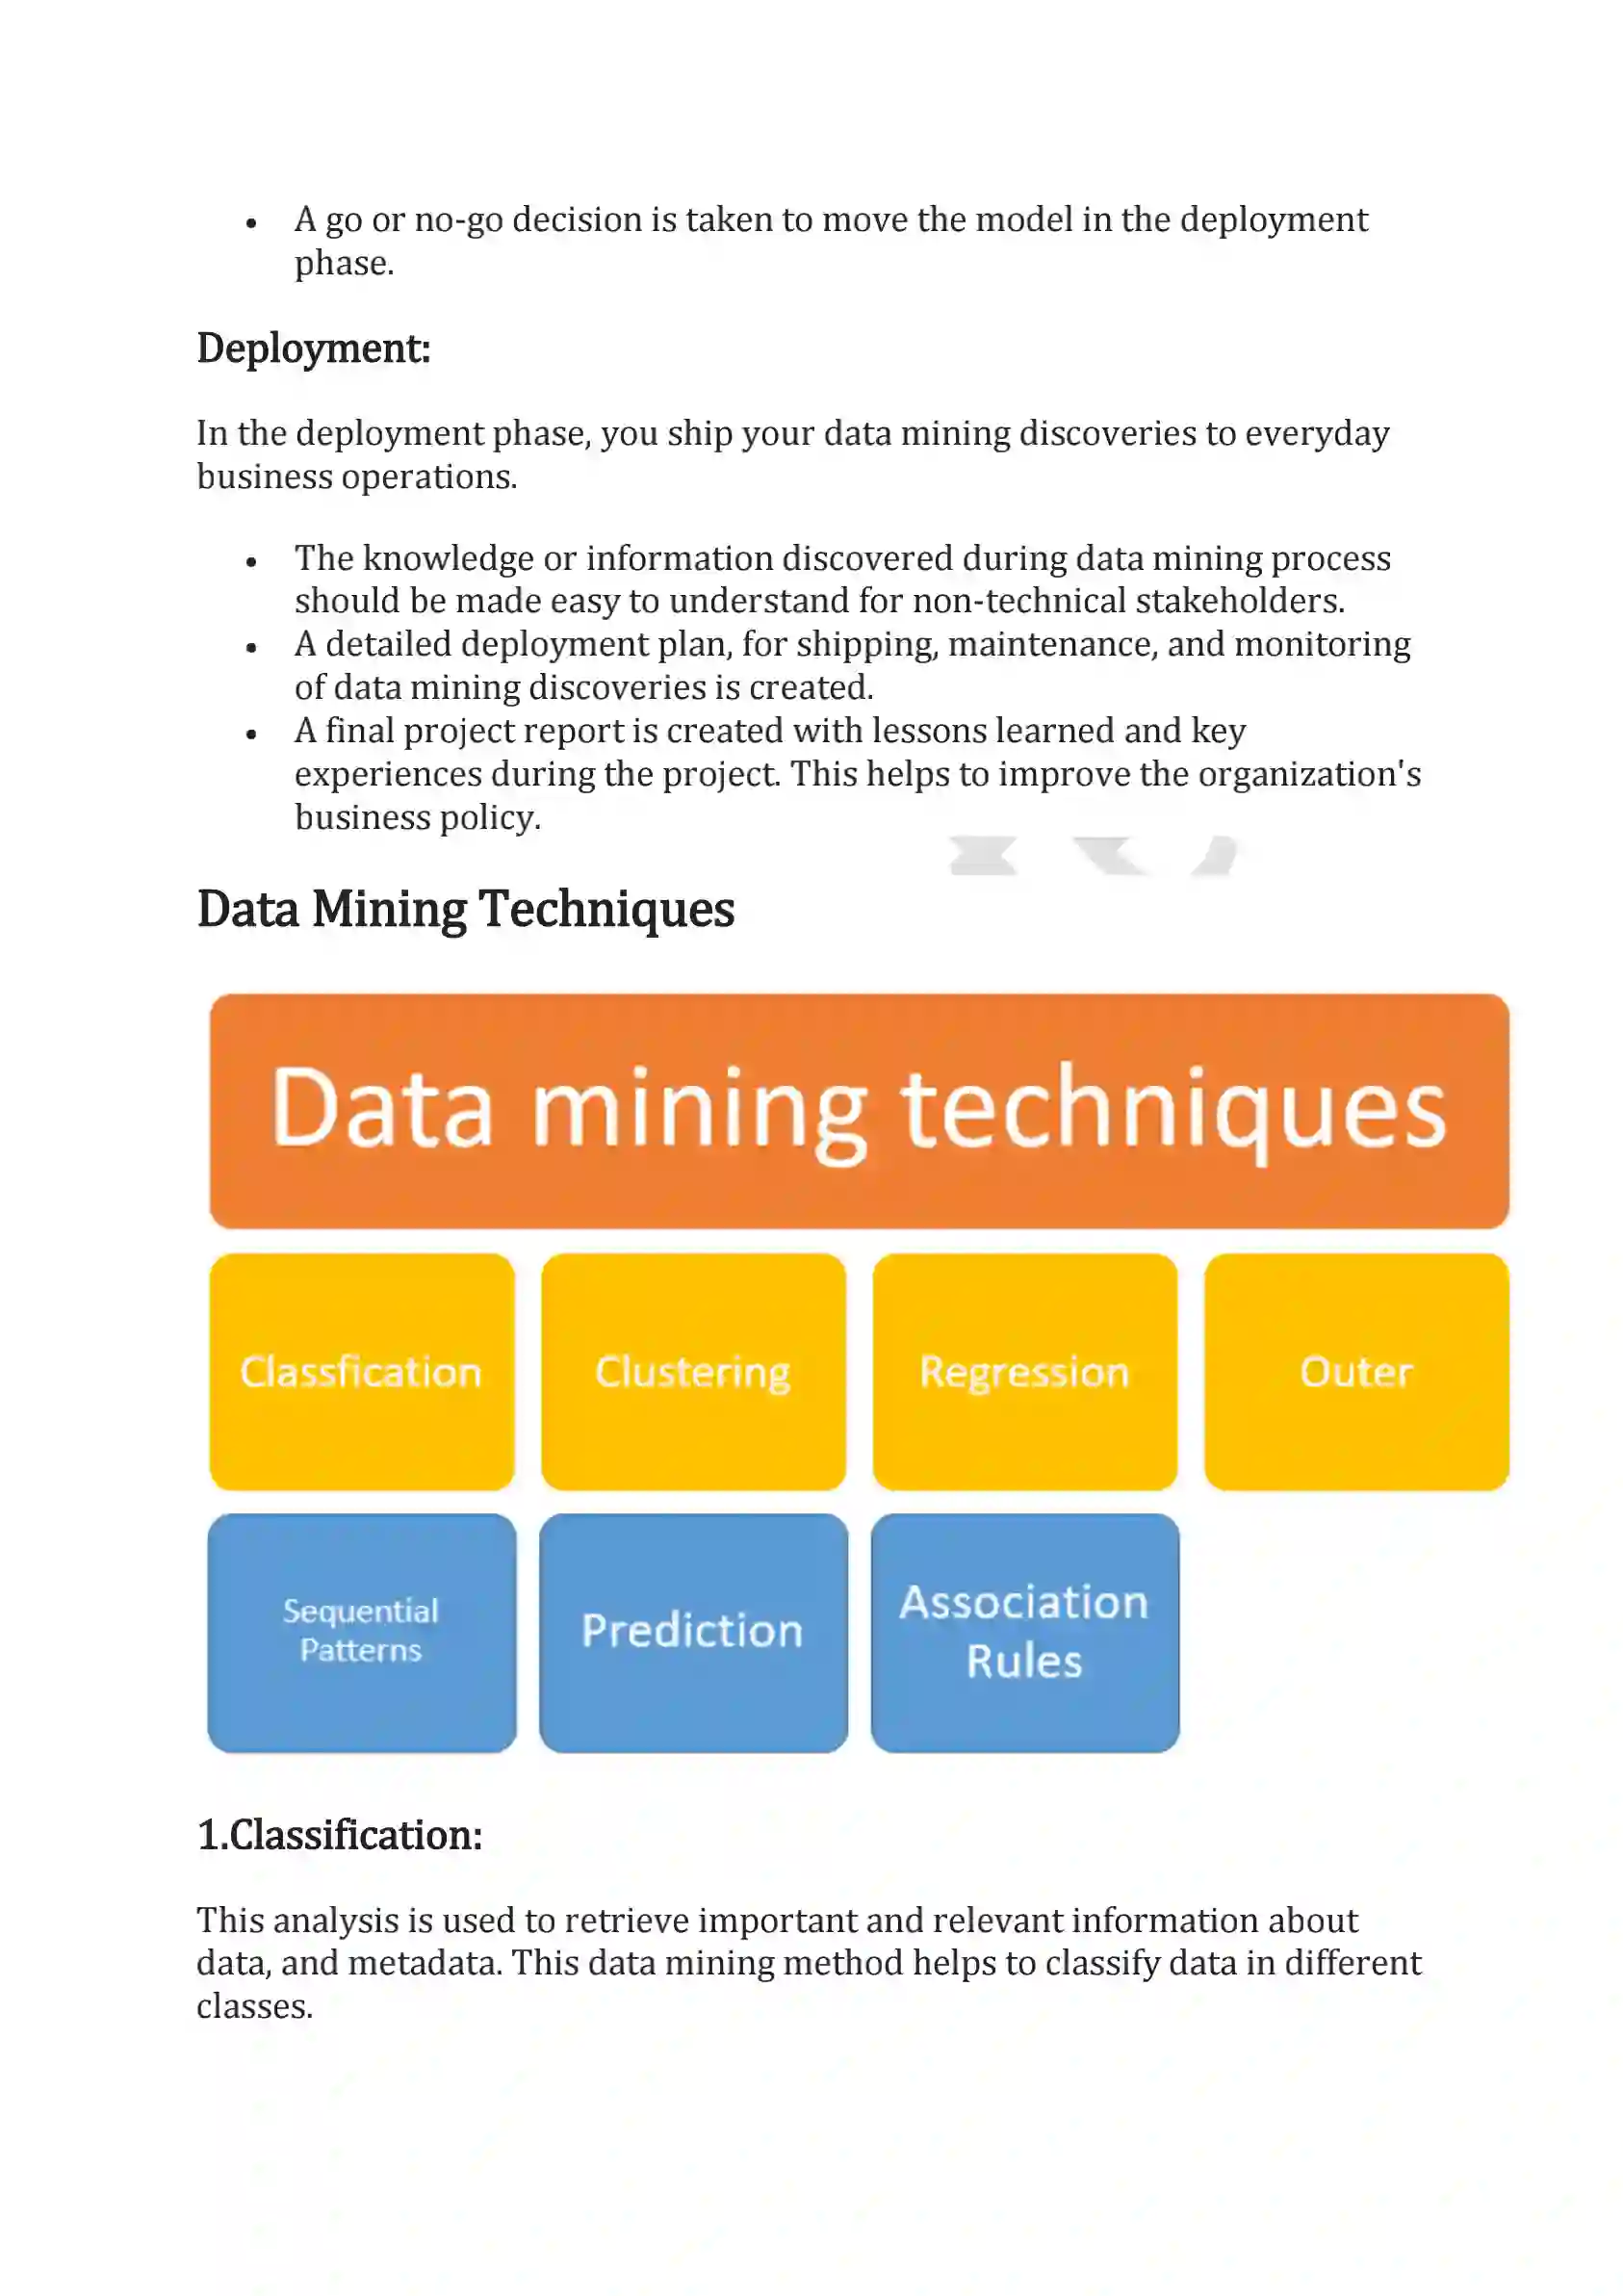 • A go or no-go decision is taken to move the model in the deployment
phase.
Deployment:
In the deployment phase, you ship your data mining discoveries to everyday
business operations.
• The knowledge or information discovered during data mining process
should be made easy to understand for non-technical stakeholders.
• A detailed deployment plan, for shipping, maintenance, and monitoring
of data mining discoveries is created.
• A final project report is created with lessons learned and key
experiences during the project. This helps to improve the organization's
business policy.
Data Mining Techniques
Data mining techniques
Classfication
Clustering
Regression
Outer
Sequential
Patterns
Prediction
Association
Rules
1.Classification:
This analysis is used to retrieve important and relevant information about
data, and metadata. This data mining method helps to classify data in different
classes.